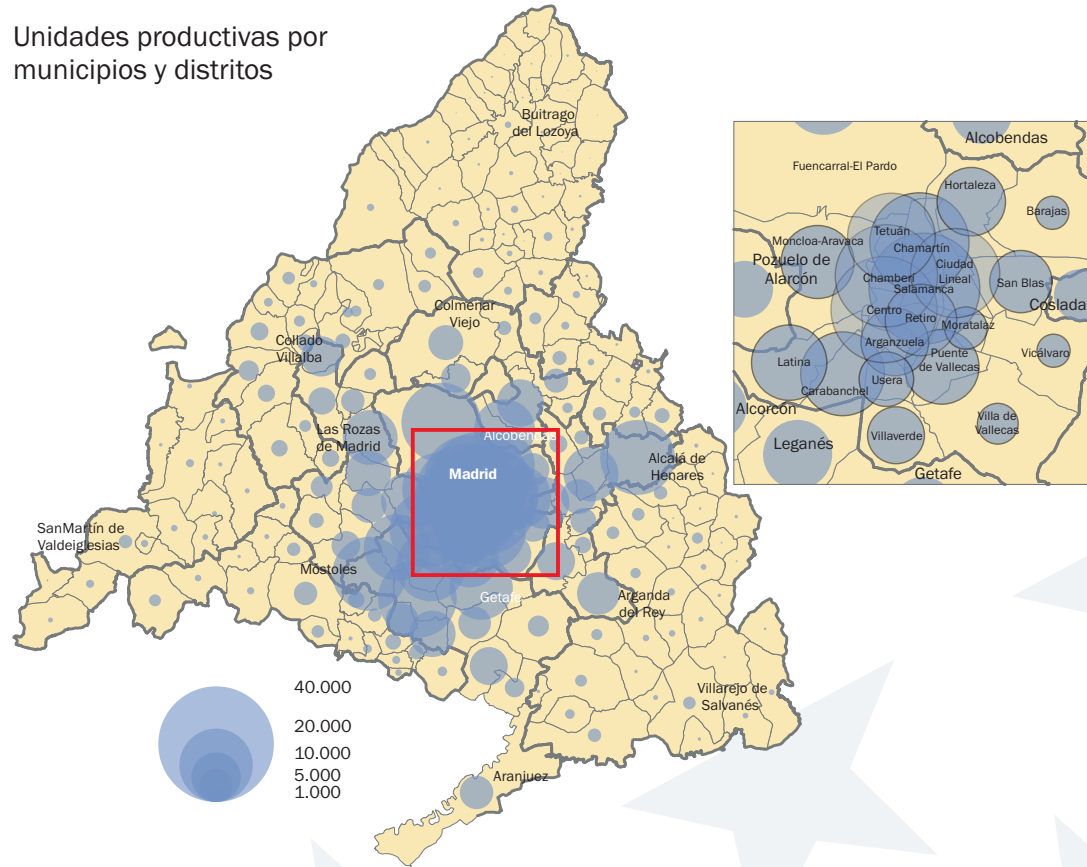 Unidades productivas por
municipios y distritos
Buitrago
del Lozoya
Colmenar
Viejo
Collado
Villalba
Las Rozas
de Madrid
Alcobendas
Madrid
Alcalá de
Henares
SanMartín de
Valdeiglesias
Móstoles
Getafe
Arganda
del Rey
Villarejo de
Salvanés
Aranjuez
40.000
20.000
10.000
5.000
1.000
Alcobendas
Fuencarral-El Pardo
Hortaleza
Barajas
Tetuán
Moncloa-Aravaca
Chamartín
Pozuelo de
Alarcón
Ciudad
Lineal
Chamberí
Salamanca
San Blas
Coslada
Centro
Retiro
Moratalaz
Arganzuela
Puente
de Vallecas
Vicálvaro
Latina
Usera
Carabanchel
Alcorcón
Villa de
Vallecas
Villaverde
Leganés
Getafe